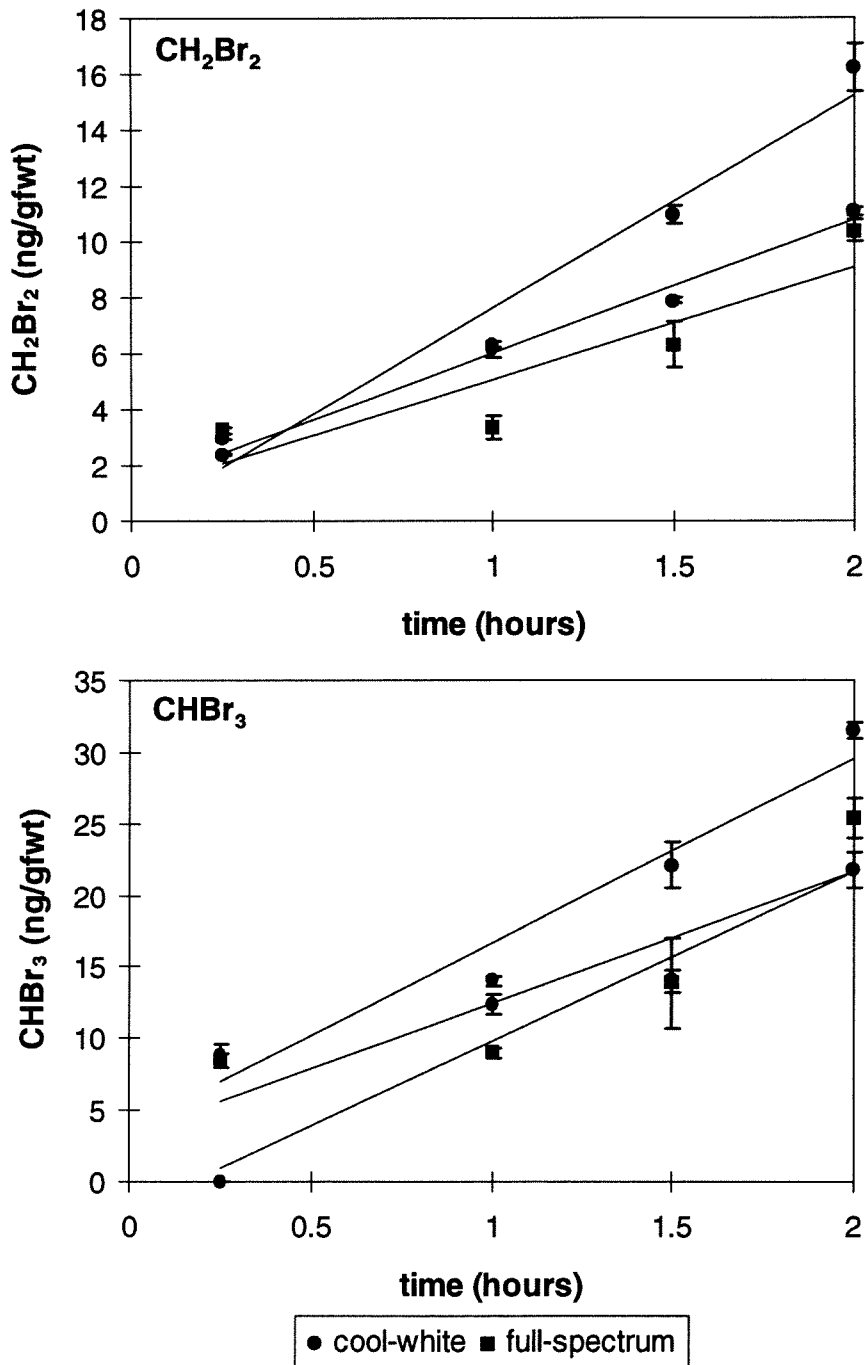 CH₂Br₂
CH₂Br₂ (ng/gfwt)
18
16
14
12
10
8
6
4
2
0
0 0.5 1 1.5 2
time (hours)
CHBr₃
CHBr₃ (ng/gfwt)
35
30
25
20
15
10
5
0
0 0.5 1 1.5 2
time (hours)
● cool-white ■ full-spectrum